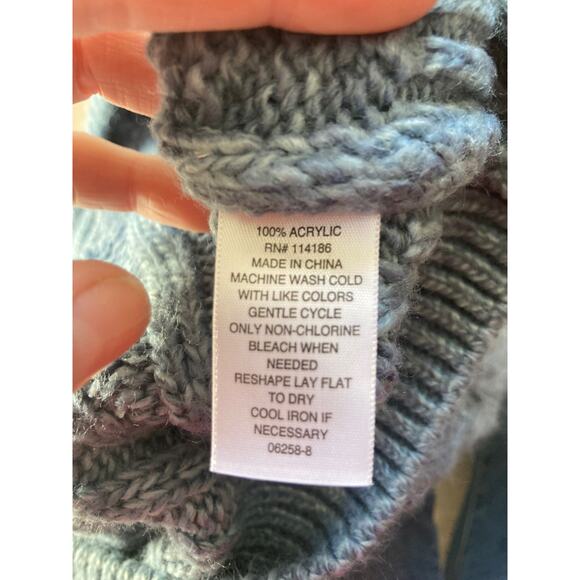 100% ACRYLIC
RN# 114186
MADE IN CHINA
MACHINE WASH COLD
WITH LIKE COLORS
GENTLE CYCLE
ONLY NON-CHLORINE
BLEACH WHEN
NEEDED
RESHAPE LAY FLAT
TO DRY
COOL IRON IF
NECESSARY
06258-8